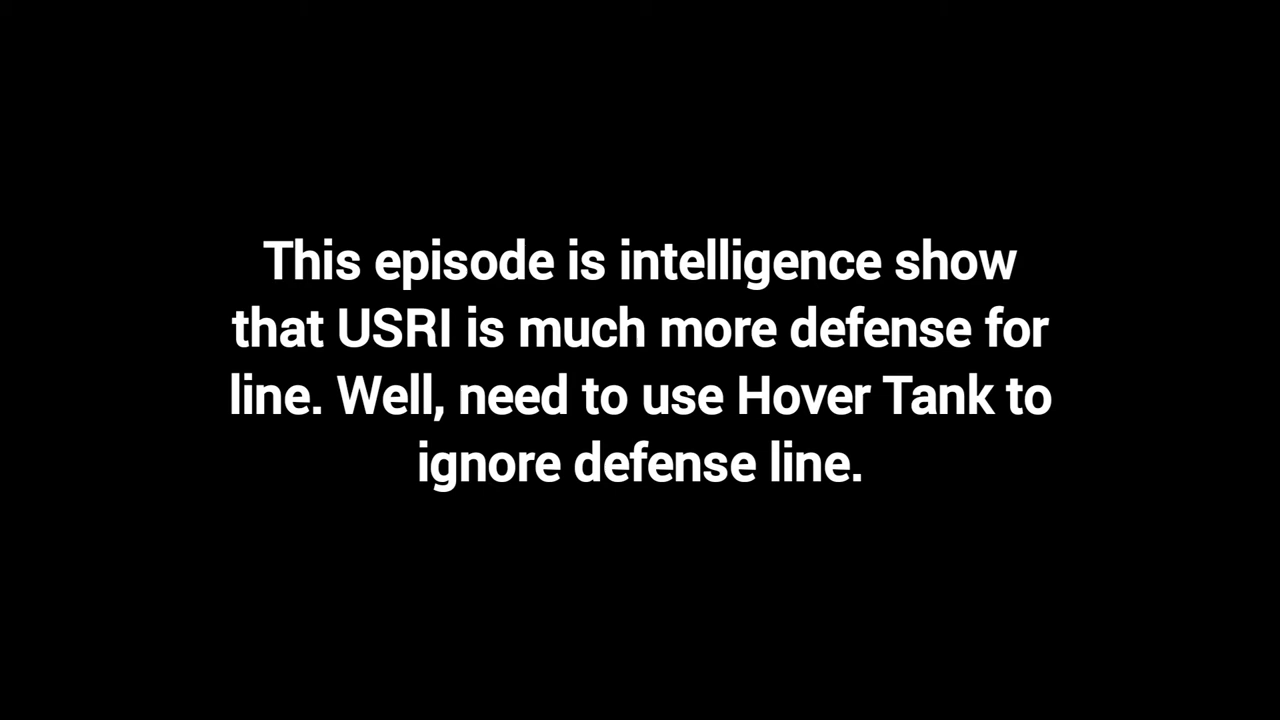 This episode is intelligence show
that USRI is much more defense for
line. Well, need to use Hover Tank to
ignore defense line.